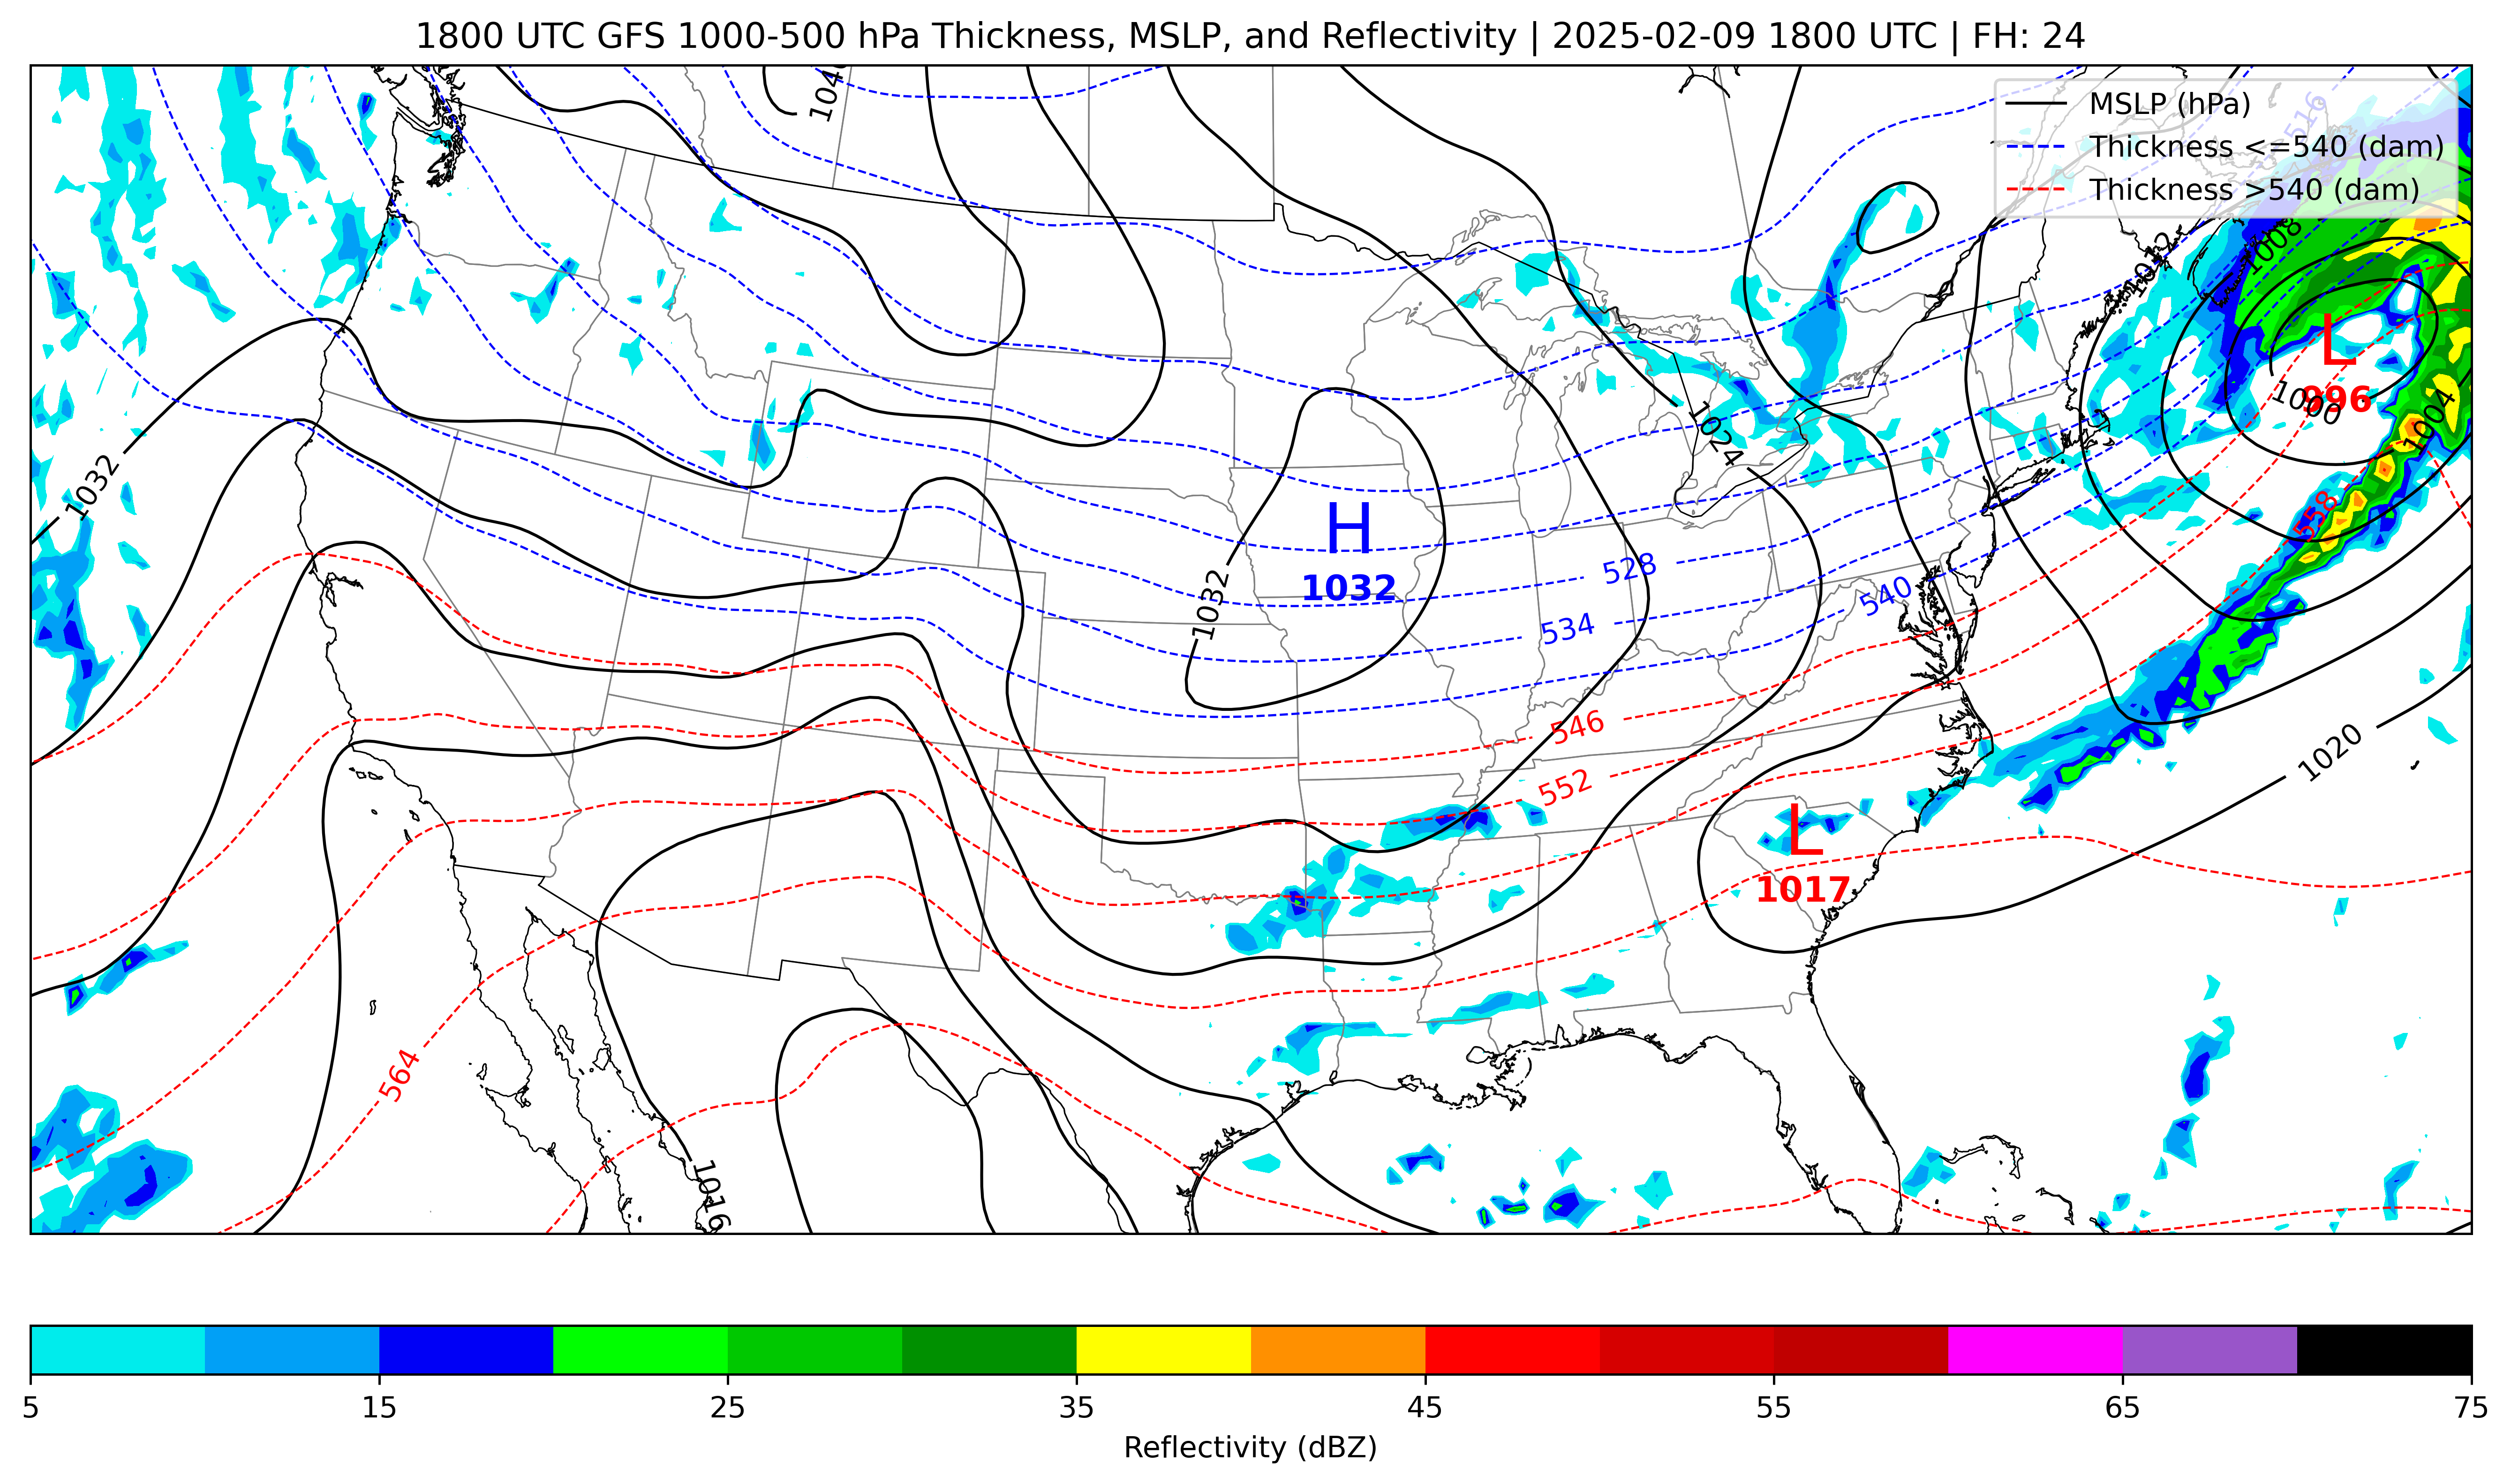 1800 UTC GFS 1000-500 hPa Thickness, MSLP, and Reflectivity | 2025-02-09 1800 UTC | FH: 24
MSLP (hPa)
Thickness <=540 (dam)
Thickness >540 (dam)
516
1012
1008
L
996
1000
1004
1032
1024
H
1032
1032
528
534
540
558
546
552
1020
L
1017
564
1016
5 15 25 35 45 55 65 75
Reflectivity (dBZ)